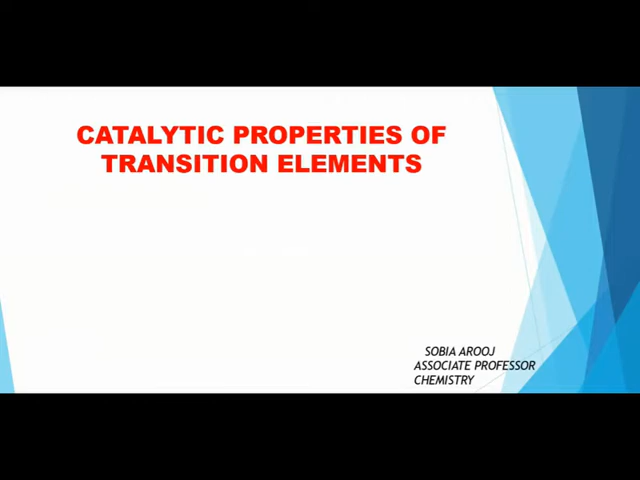 CATALYTIC PROPERTIES OF
TRANSITION ELEMENTS
SOBIA AROOJ
ASSOCIATE PROFESSOR
CHEMISTRY